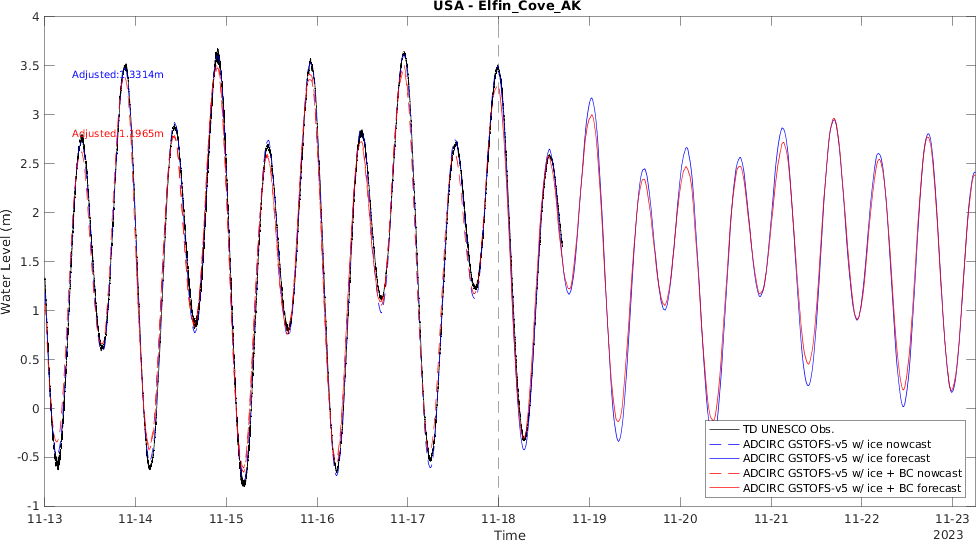 USA - Elfin_Cove_AK
4
3.5
3
2.5
2
1.5
1
0.5
0
-0.5
-1
Water Level (m)
Adjusted:1.3314m
Adjusted:1.1965m
TD UNESCO Obs.
ADCIRC GSTOFS-v5 w/ ice nowcast
ADCIRC GSTOFS-v5 w/ ice forecast
ADCIRC GSTOFS-v5 w/ ice + BC nowcast
ADCIRC GSTOFS-v5 w/ ice + BC forecast
11-13 11-14 11-15 11-16 11-17 11-18 11-19 11-20 11-21 11-22 11-23
2023
Time